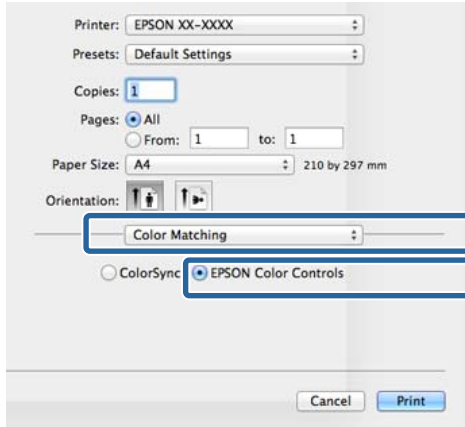 Printer: EPSON XX-XXXX
Presets: Default Settings
Copies: 1
Pages: All
From: 1 to: 1
Paper Size: A4 210 by 297 mm
Orientation:
Color Matching
ColorSync EPSON Color Controls
Cancel Print